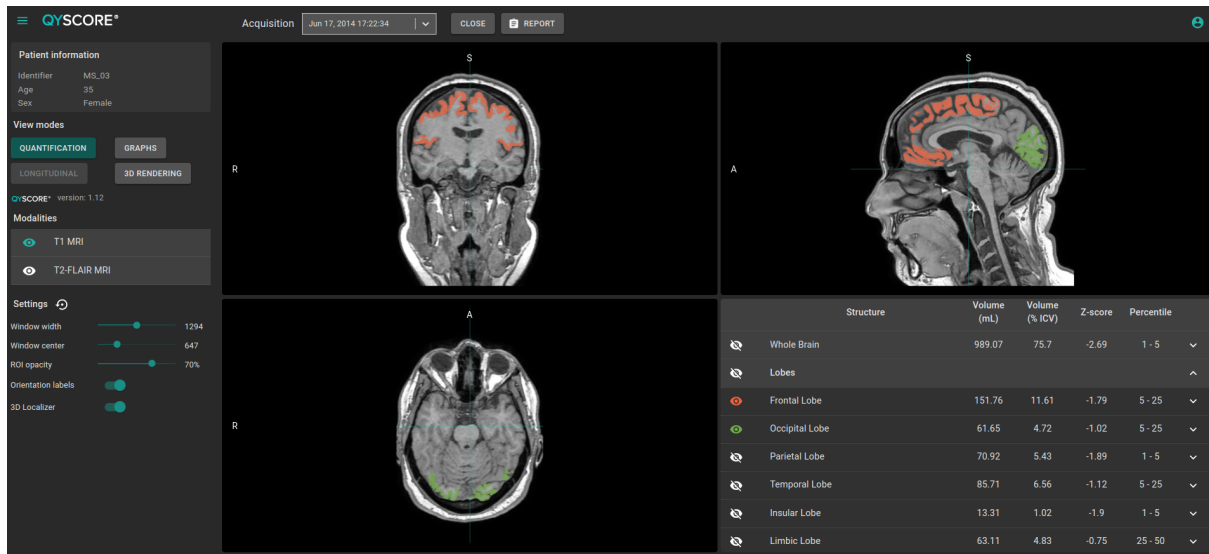 QYSCORE®
Acquisition
Jun 17, 2014 17:22:34
CLOSE
REPORT
Patient information
Identifier MS_03
Age 35
Sex Female
View modes
QUANTIFICATION GRAPHS
LONGITUDINAL 3D RENDERING
QYSCORE® version: 1.12
Modalities
T1 MRI
T2-FLAIR MRI
Settings
Window width 1294
Window center 647
ROI opacity 70%
Orientation labels
3D Localizer
S
R
S
A
A
R
Structure Volume (mL) Volume (% ICV) Z-score Percentile
Whole Brain 989.07 75.7 -2.69 1 - 5
Lobes
Frontal Lobe 151.76 11.61 -1.79 5 - 25
Occipital Lobe 61.65 4.72 -1.02 5 - 25
Parietal Lobe 70.92 5.43 -1.89 1 - 5
Temporal Lobe 85.71 6.56 -1.12 5 - 25
Insular Lobe 13.31 1.02 -1.9 1 - 5
Limbic Lobe 63.11 4.83 -0.75 25 - 50